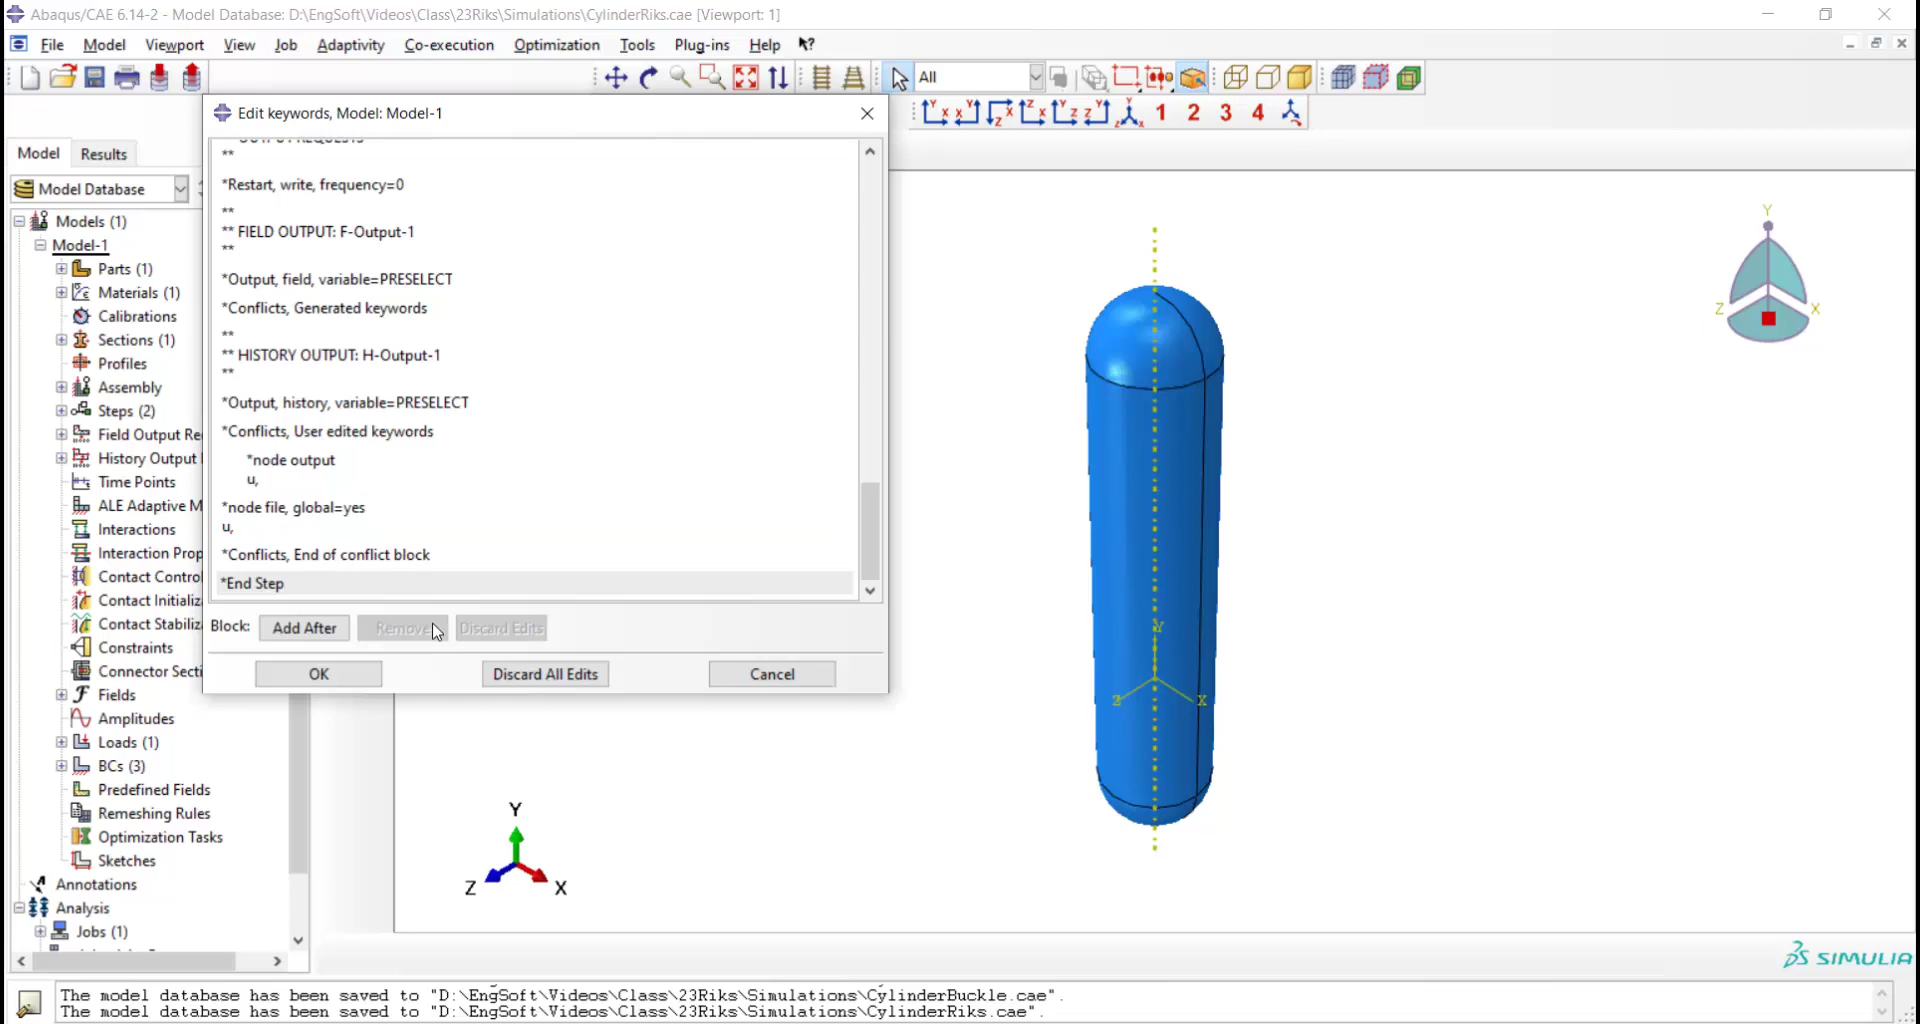 Abaqus/CAE 6.14-2 - Model Database: D:\EngSoft\Videos\Class\23Riks\Simulations\CylinderRiks.cae [Viewport: 1]
File Model Viewport View Job Adaptivity Co-execution Optimization Tools Plug-ins Help
All
1 2 3 4
Edit keywords, Model: Model-1
Model Results
Model Database
Models (1)
Model-1
Parts (1)
Materials (1)
Calibrations
Sections (1)
Profiles
Assembly
Steps (2)
Field Output Re
History Output
Time Points
ALE Adaptive M
Interactions
Interaction Prop
Contact Contro
Contact Initializa
Contact Stabiliz
Constraints
Connector Secti
Fields
Amplitudes
Loads (1)
BCs (3)
Predefined Fields
Remeshing Rules
Optimization Tasks
Sketches
Annotations
Analysis
Jobs (1)
OUTPUT REQUESTS
**
*Restart, write, frequency=0
**
** FIELD OUTPUT: F-Output-1
**
*Output, field, variable=PRESELECT
*Conflicts, Generated keywords
**
** HISTORY OUTPUT: H-Output-1
**
*Output, history, variable=PRESELECT
*Conflicts, User edited keywords
*node output
u,
*node file, global=yes
u,
*Conflicts, End of conflict block
*End Step
Block: Add After Remove Discard Edits
OK Discard All Edits Cancel
Y
Z X
Y
Z X
Y
Z X
SIMULIA
The model database has been saved to "D:\EngSoft\Videos\Class\23Riks\Simulations\CylinderBuckle.cae".
The model database has been saved to "D:\EngSoft\Videos\Class\23Riks\Simulations\CylinderRiks.cae".